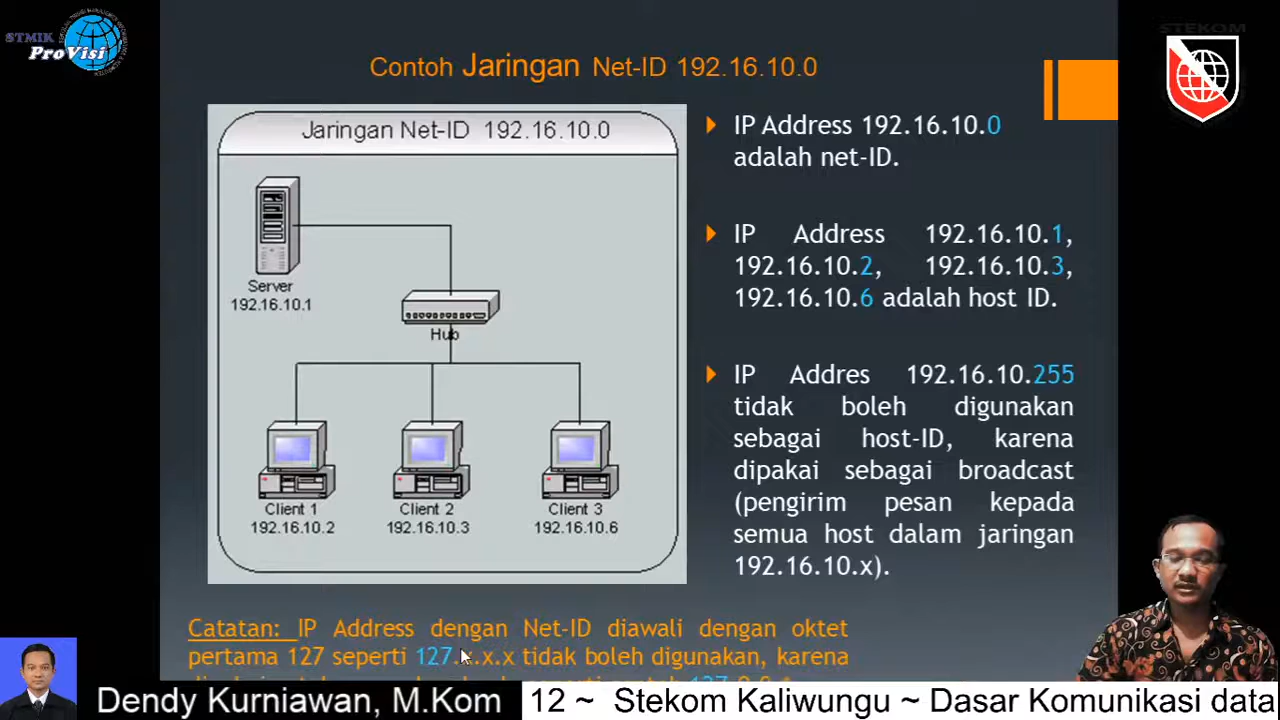 STMIK
ProVisi
STEKOM
Contoh Jaringan Net-ID 192.16.10.0
Jaringan Net-ID 192.16.10.0
Server
192.16.10.1
Hub
Client 1
192.16.10.2
Client 2
192.16.10.3
Client 3
192.16.10.6
IP Address 192.16.10.0
adalah net-ID.
IP Address 192.16.10.1,
192.16.10.2, 192.16.10.3,
192.16.10.6 adalah host ID.
IP Addres 192.16.10.255
tidak boleh digunakan
sebagai host-ID, karena
dipakai sebagai broadcast
(pengirim pesan kepada
semua host dalam jaringan
192.16.10.x).
Catatan: IP Address dengan Net-ID diawali dengan oktet
pertama 127 seperti 127.x.x.x tidak boleh digunakan, karena
Dendy Kurniawan, M.Kom
12 ~ Stekom Kaliwungu ~ Dasar Komunikasi data